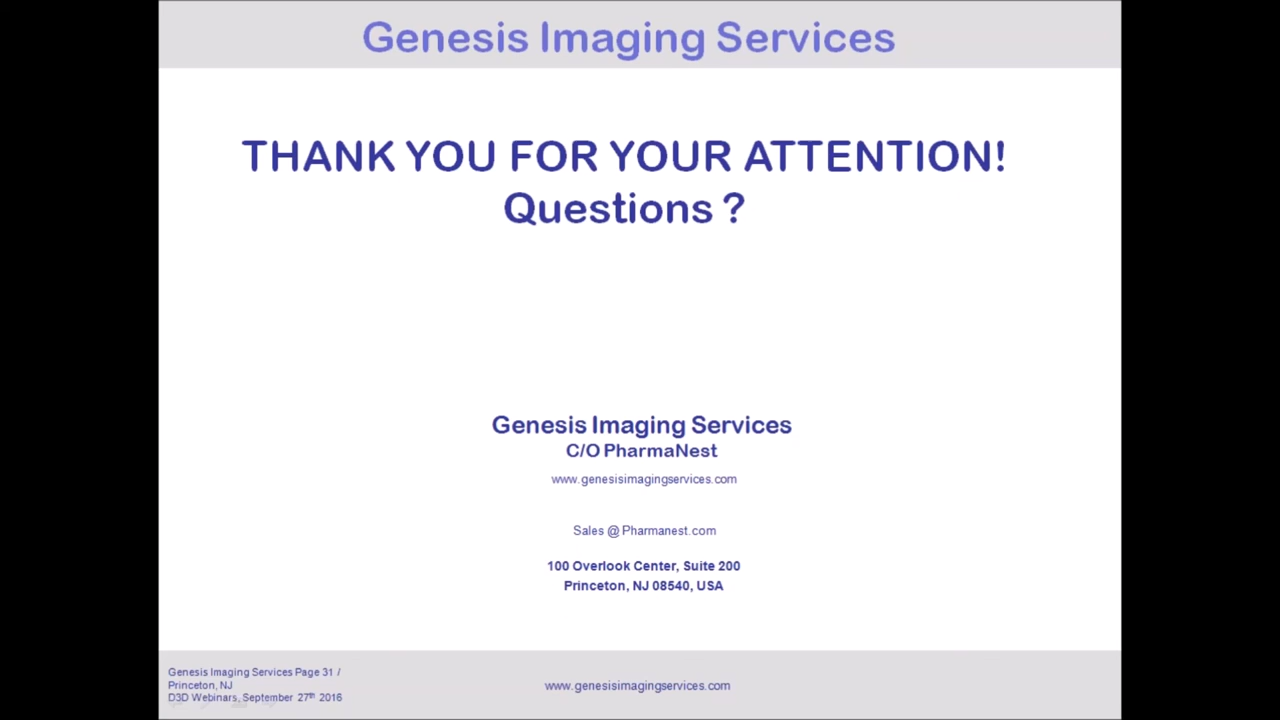 Genesis Imaging Services
THANK YOU FOR YOUR ATTENTION!
Questions ?
Genesis Imaging Services
C/O PharmaNest
www.genesisimagingservices.com
Sales @ Pharmanest.com
100 Overlook Center, Suite 200
Princeton, NJ 08540, USA
Genesis Imaging Services Page 31 /
Princeton, NJ
D3D Webinars, September 27th 2016
www.genesisimagingservices.com